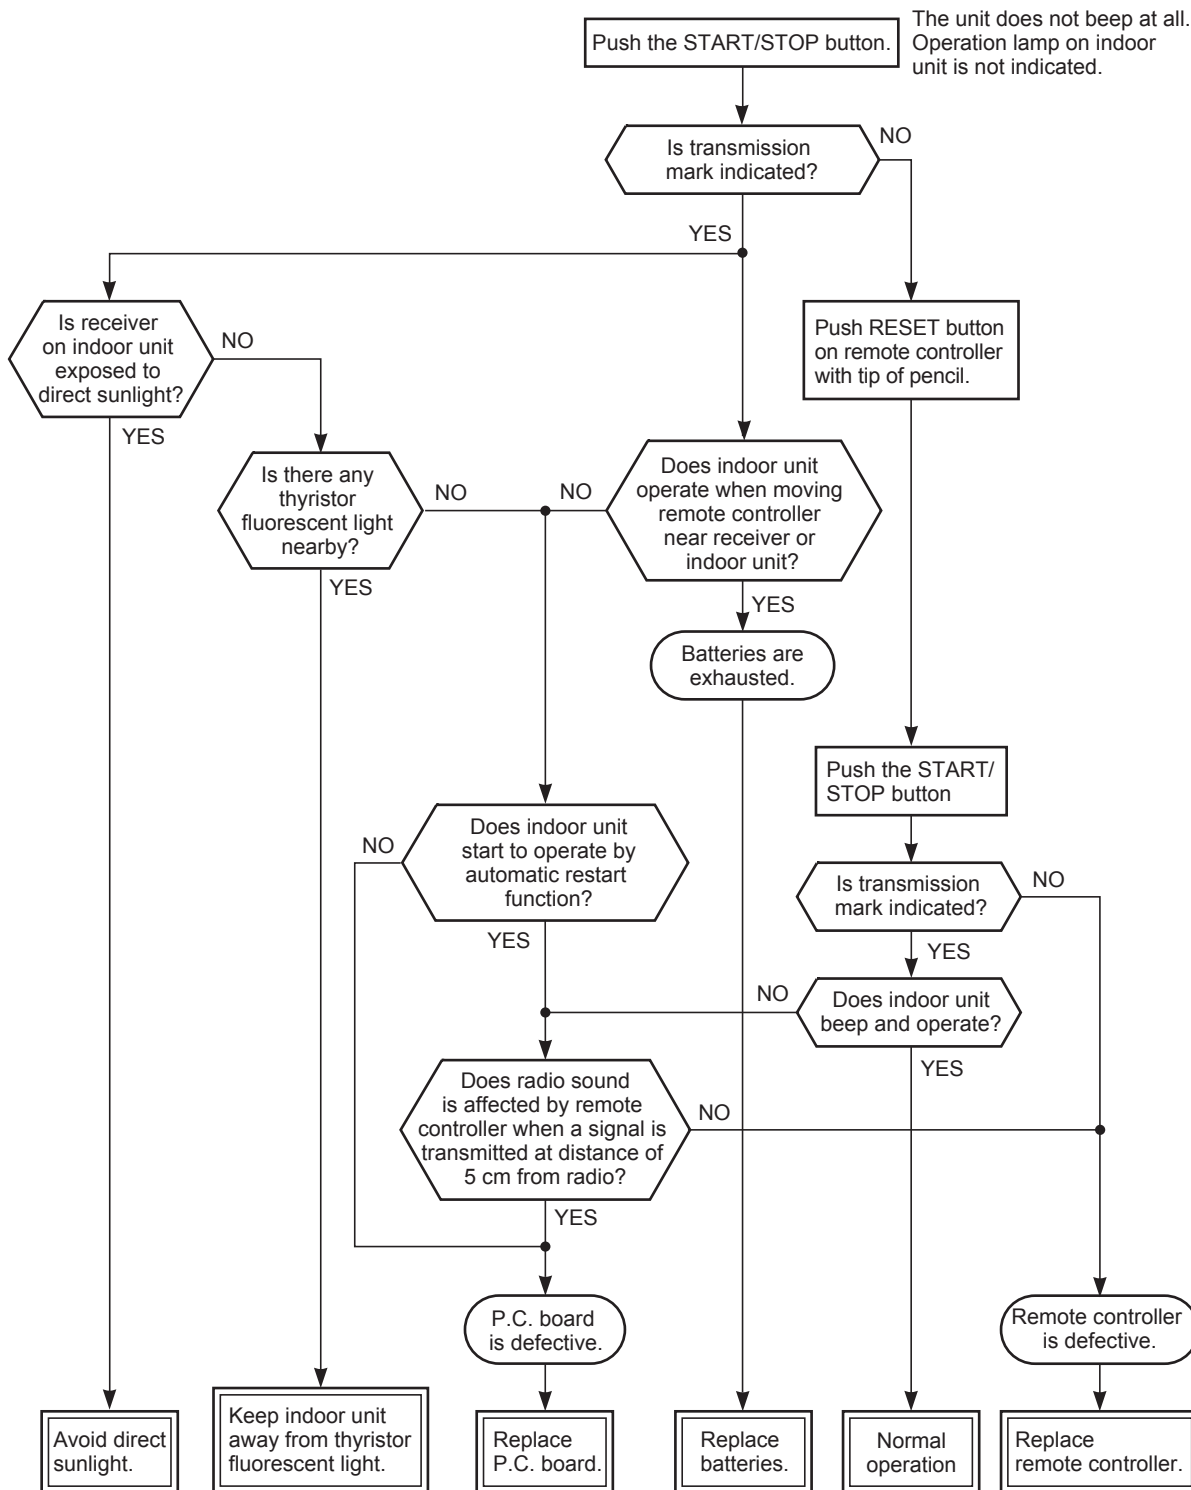 Push the START/STOP button.
The unit does not beep at all.
Operation lamp on indoor
unit is not indicated.
Is transmission
mark indicated?
NO
YES
Is receiver
on indoor unit
exposed to
direct sunlight?
NO
YES
Push RESET button
on remote controller
with tip of pencil.
Is there any
thyristor
fluorescent light
nearby?
NO
YES
NO
Does indoor unit
operate when moving
remote controller
near receiver or
indoor unit?
YES
Batteries are
exhausted.
Push the START/
STOP button
NO
Does indoor unit
start to operate by
automatic restart
function?
YES
Is transmission
mark indicated?
NO
YES
NO
Does indoor unit
beep and operate?
YES
Does radio sound
is affected by remote
controller when a signal is
transmitted at distance of
5 cm from radio?
NO
YES
P.C. board
is defective.
Remote controller
is defective.
Avoid direct
sunlight.
Keep indoor unit
away from thyristor
fluorescent light.
Replace
P.C. board.
Replace
batteries.
Normal
operation
Replace
remote controller.